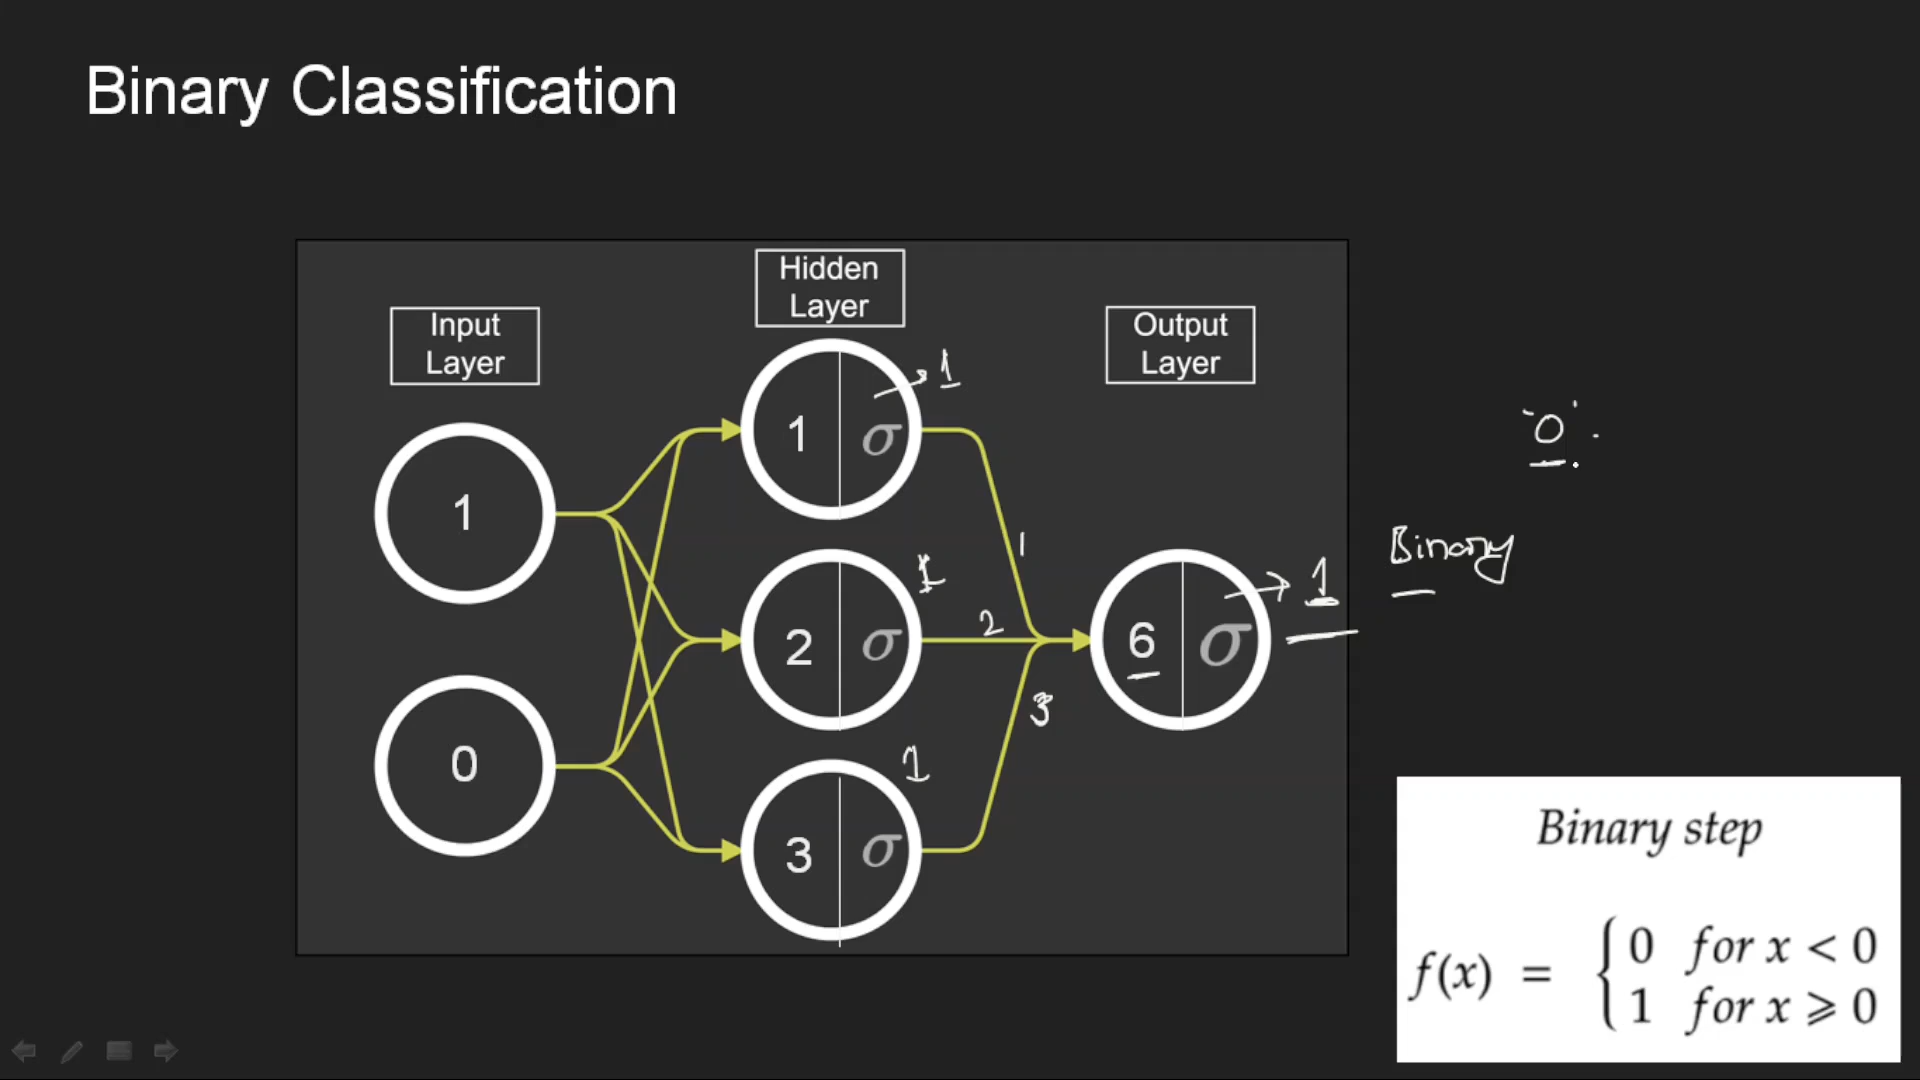 Binary Classification
Hidden
Layer
Input
Layer
Output
Layer
1
1 σ
1
'0'.
1
1
Binary
1
2 σ
2
6 σ
1
3
0
1
3 σ
Binary step
f(x) = { 0 for x < 0
1 for x ⩾ 0